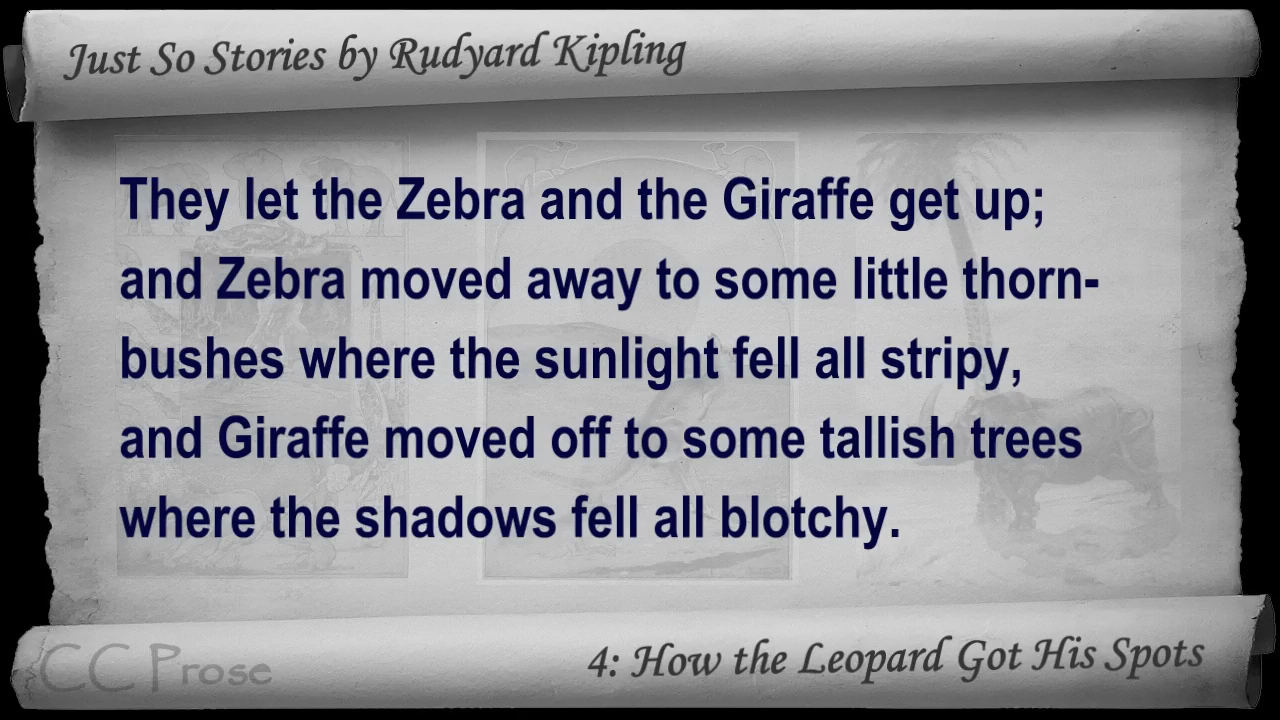 Just So Stories by Rudyard Kipling
They let the Zebra and the Giraffe get up;
and Zebra moved away to some little thorn-
bushes where the sunlight fell all stripy,
and Giraffe moved off to some tallish trees
where the shadows fell all blotchy.
CC Prose
4: How the Leopard Got His Spots